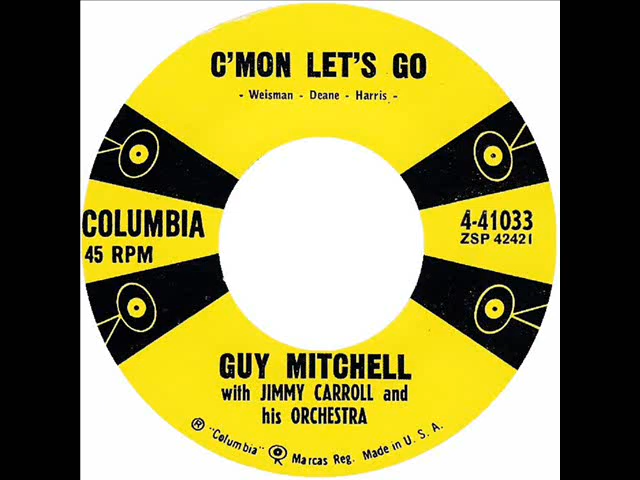 C'MON LET'S GO
- Weisman - Deane - Harris -
COLUMBIA
45 RPM
4-41033
ZSP 42421
GUY MITCHELL
with JIMMY CARROLL and
his ORCHESTRA
® "Columbia" Marcas Reg. Made in U. S. A.